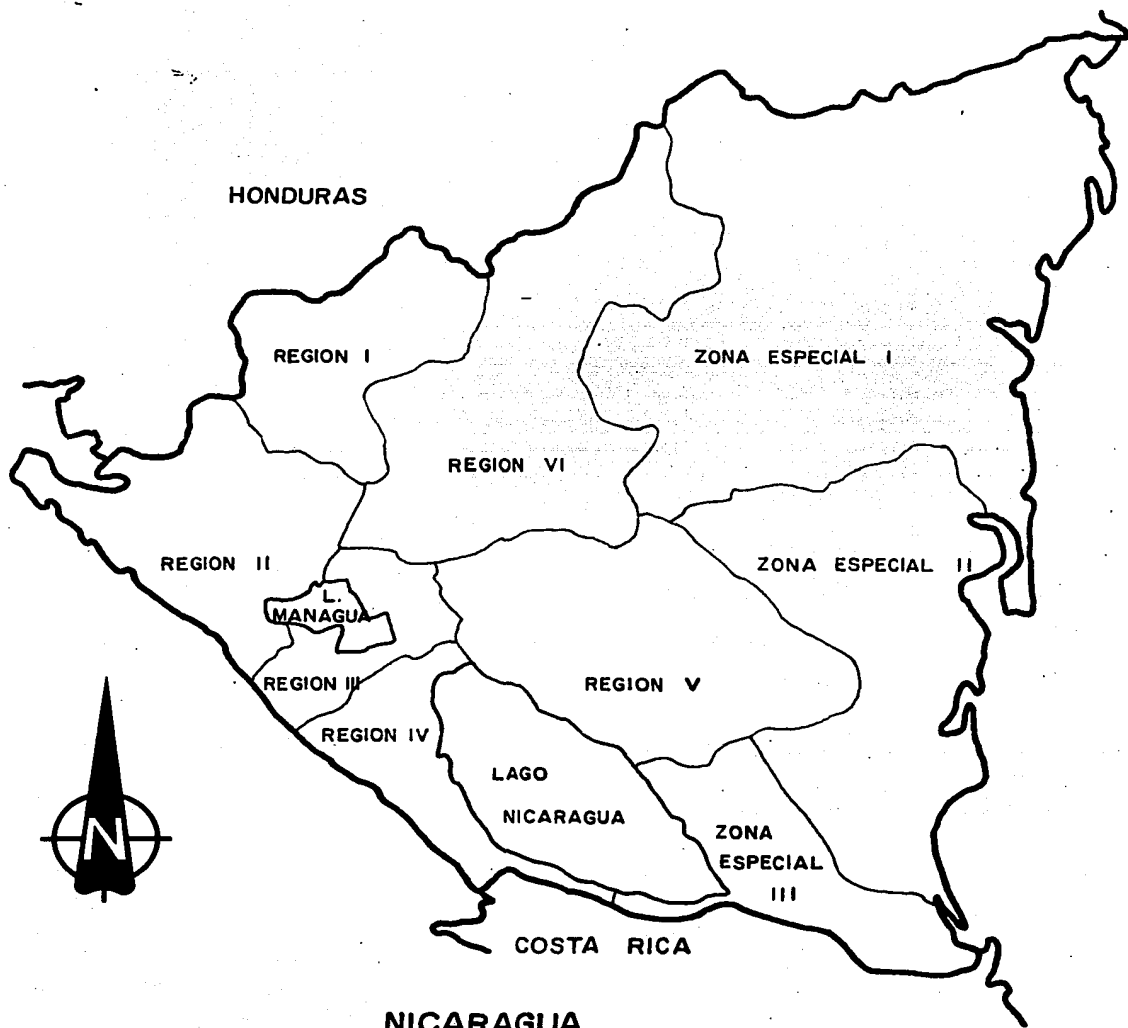 HONDURAS
REGION I
ZONA ESPECIAL I
REGION VI
REGION II
ZONA ESPECIAL II
L.
MANAGUA
REGION III
REGION V
REGION IV
LAGO
NICARAGUA
ZONA
ESPECIAL
III
N
COSTA RICA
NICARAGUA